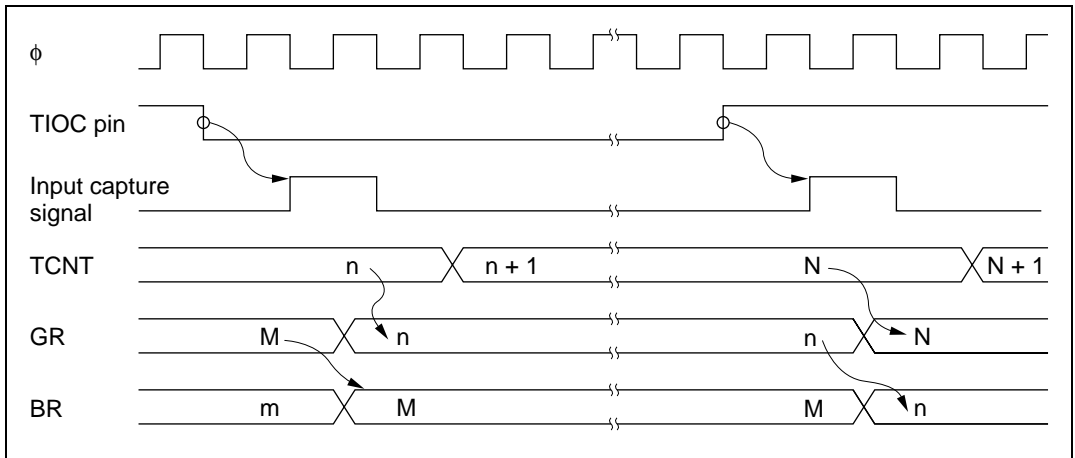 φ
TIOC pin
Input capture
signal
TCNT n n + 1 N N + 1
GR M n n N
BR m M M n